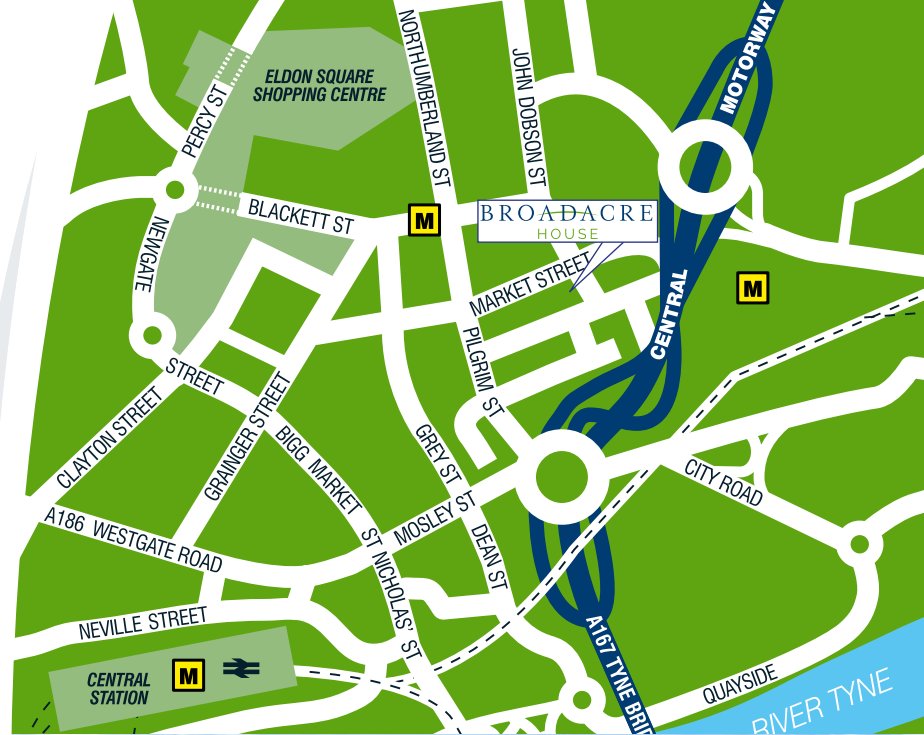 MOTORWAY
NORTHUMBERLAND ST
JOHN DOBSON ST
ELDON SQUARE
SHOPPING CENTRE
PERCY ST
BLACKETT ST
M
BROADACRE
HOUSE
NEWGATE
MARKET STREET
M
CENTRAL
PILGRIM ST
STREET
CLAYTON STREET
GRAINGER STREET
BIGG MARKET
GREY ST
CITY ROAD
MOSLEY ST
A186 WESTGATE ROAD
DEAN ST
ST NICHOLAS' ST
NEVILLE STREET
A167 TYNE BRI
CENTRAL
STATION
M
QUAYSIDE
RIVER TYNE